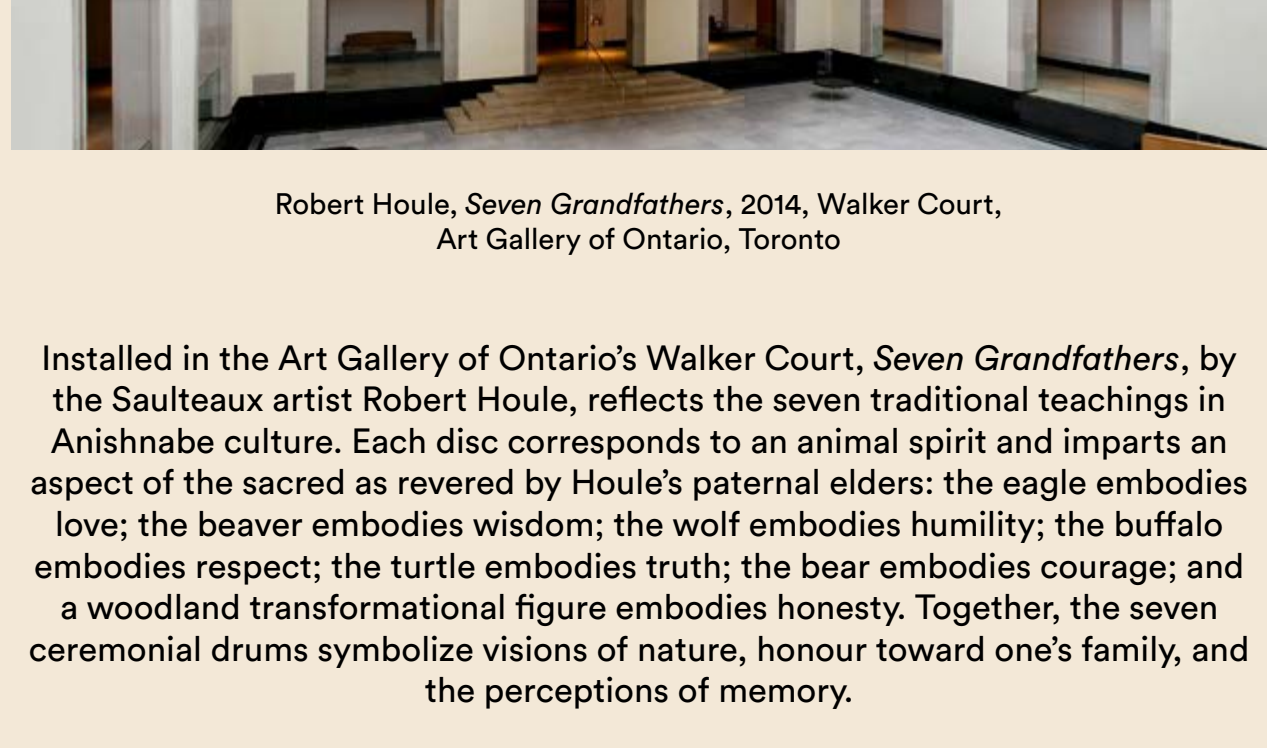 Robert Houle, Seven Grandfathers, 2014, Walker Court,
Art Gallery of Ontario, Toronto
Installed in the Art Gallery of Ontario’s Walker Court, Seven Grandfathers, by
the Saulteaux artist Robert Houle, reflects the seven traditional teachings in
Anishnabe culture. Each disc corresponds to an animal spirit and imparts an
aspect of the sacred as revered by Houle’s paternal elders: the eagle embodies
love; the beaver embodies wisdom; the wolf embodies humility; the buffalo
embodies respect; the turtle embodies truth; the bear embodies courage; and
a woodland transformational figure embodies honesty. Together, the seven
ceremonial drums symbolize visions of nature, honour toward one’s family, and
the perceptions of memory.